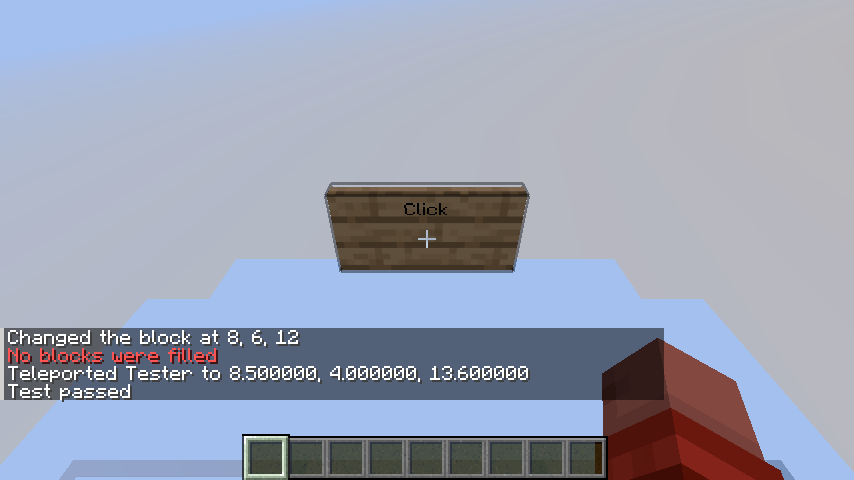 Click
Changed the block at 8, 6, 12
No blocks were filled
Teleported Tester to 8.500000, 4.000000, 13.600000
Test passed